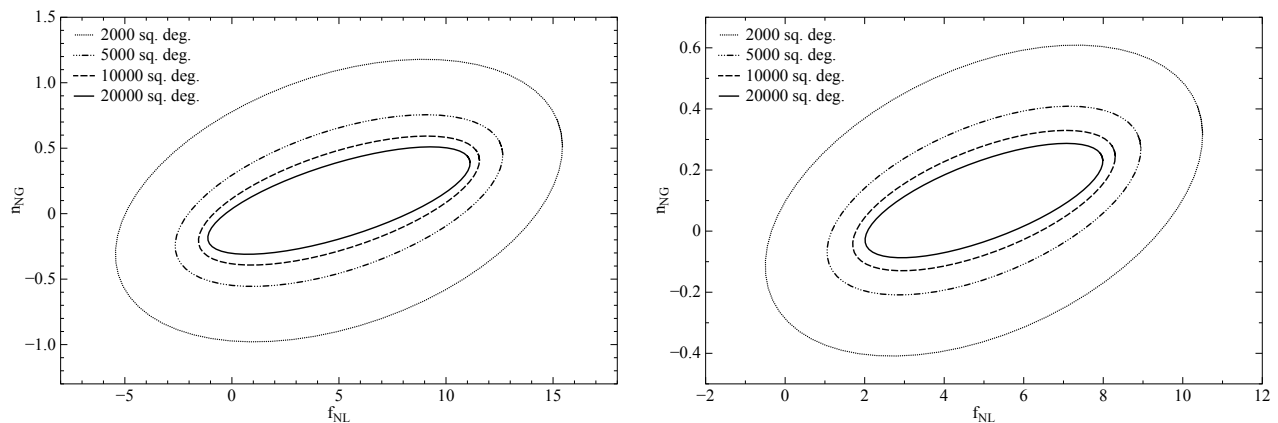 1.5
1.0
0.5
0
−0.5
−1.0
n_NG
2000 sq. deg.
5000 sq. deg.
10000 sq. deg.
20000 sq. deg.
−5 0 5 10 15
f_NL
0.6
0.4
0.2
0
−0.2
−0.4
n_NG
2000 sq. deg.
5000 sq. deg.
10000 sq. deg.
20000 sq. deg.
−2 0 2 4 6 8 10 12
f_NL